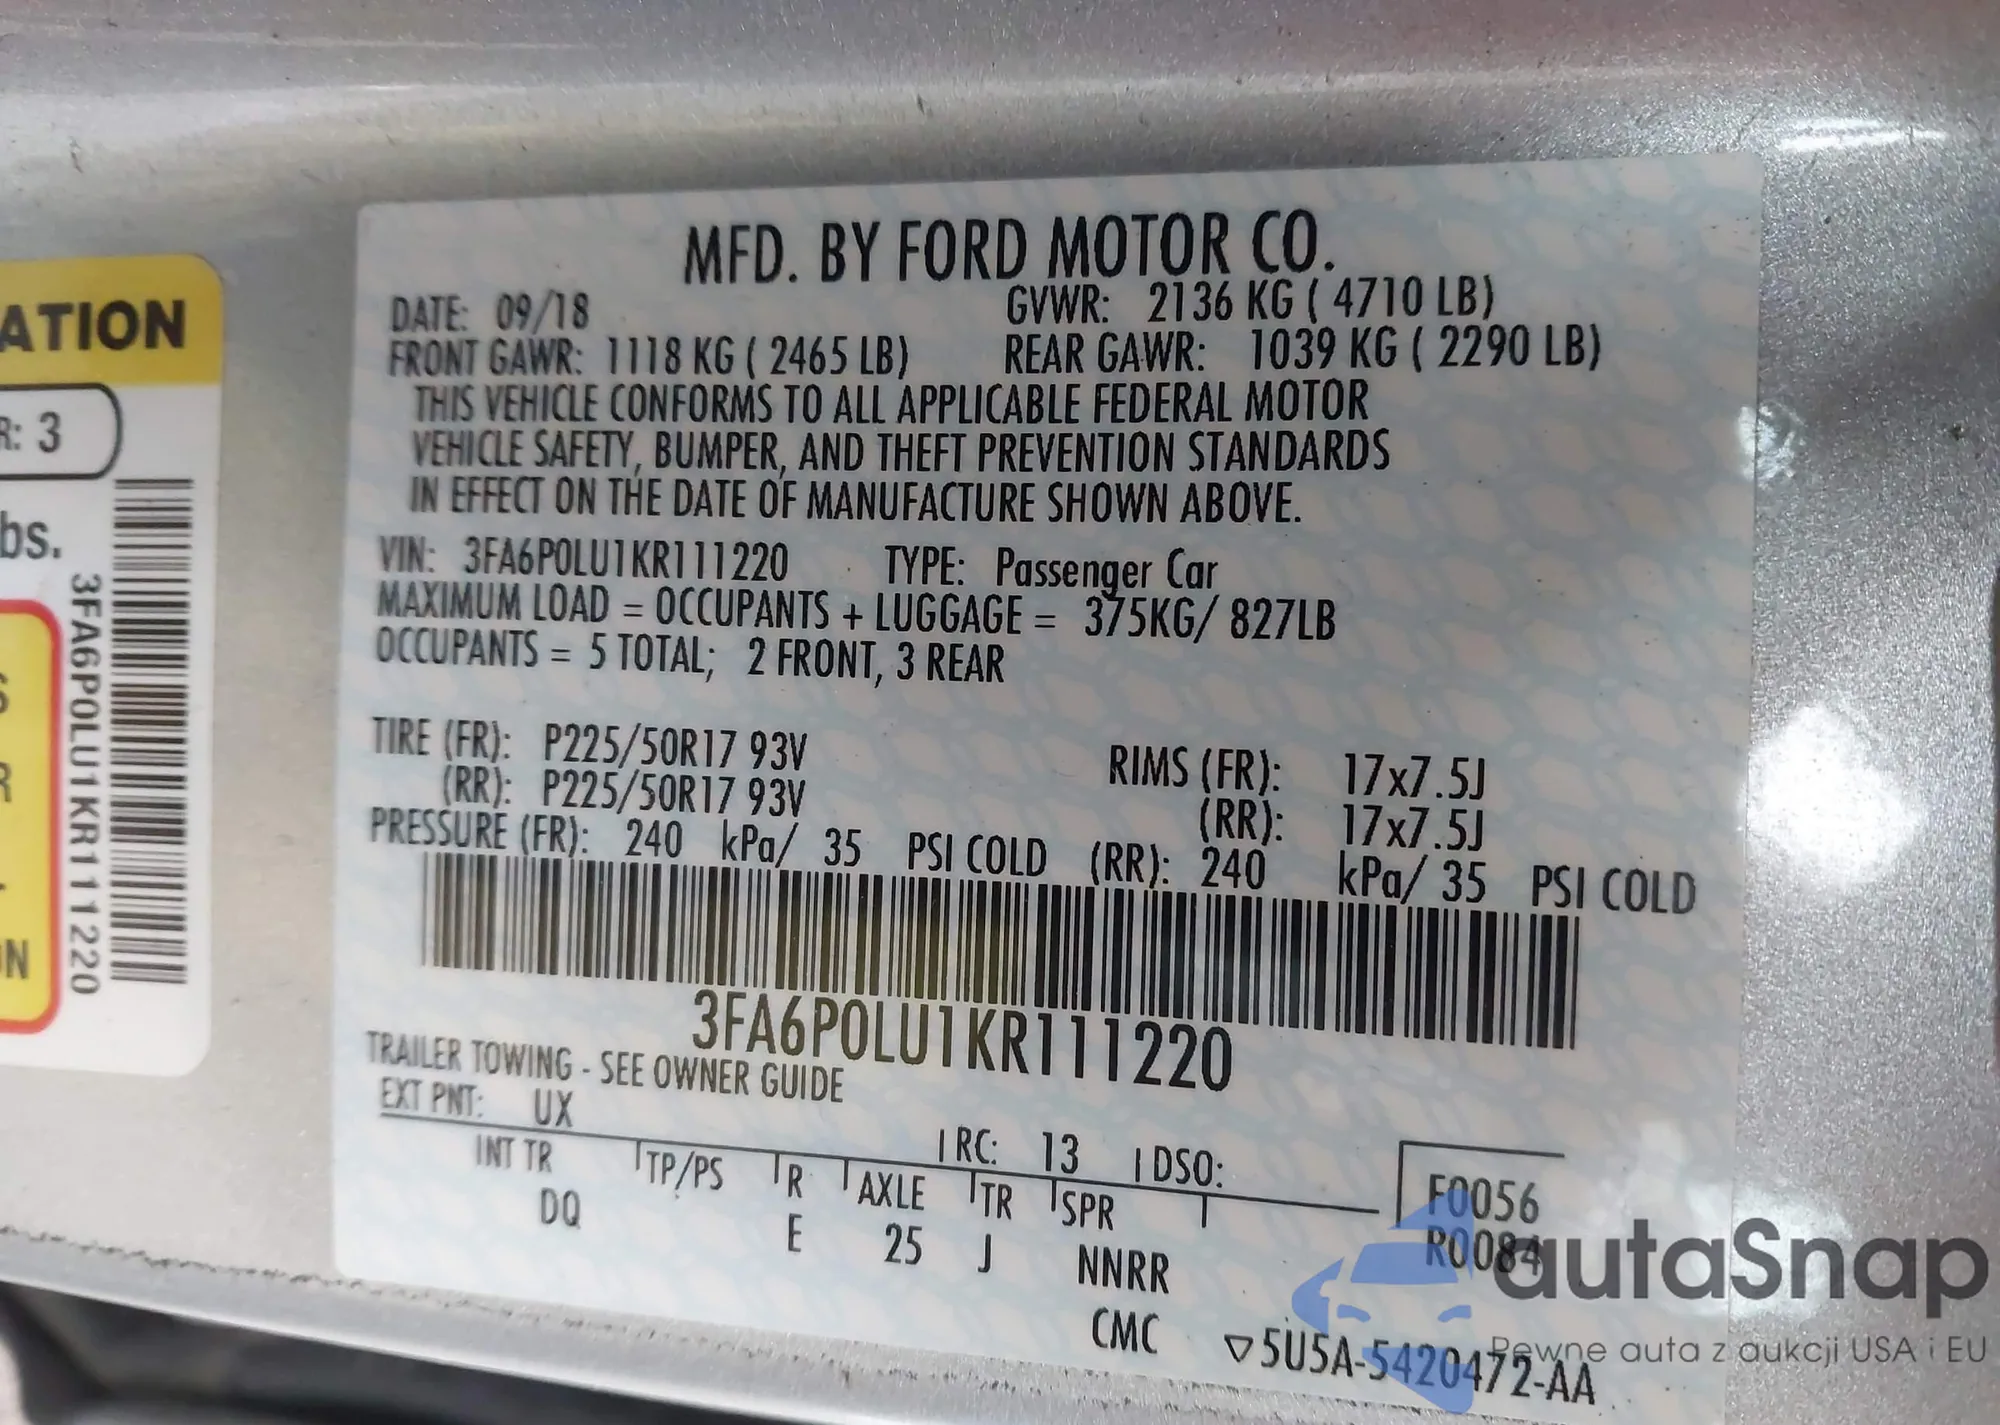 MFD. BY FORD MOTOR CO.
DATE: 09/18 GVWR: 2136 KG ( 4710 LB)
FRONT GAWR: 1118 KG ( 2465 LB) REAR GAWR: 1039 KG ( 2290 LB)
THIS VEHICLE CONFORMS TO ALL APPLICABLE FEDERAL MOTOR
VEHICLE SAFETY, BUMPER, AND THEFT PREVENTION STANDARDS
IN EFFECT ON THE DATE OF MANUFACTURE SHOWN ABOVE.
VIN: 3FA6P0LU1KR111220 TYPE: Passenger Car
MAXIMUM LOAD = OCCUPANTS + LUGGAGE = 375KG/ 827LB
OCCUPANTS = 5 TOTAL; 2 FRONT, 3 REAR
TIRE (FR): P225/50R17 93V RIMS (FR): 17x7.5J
(RR): P225/50R17 93V (RR): 17x7.5J
PRESSURE (FR): 240 kPa/ 35 PSI COLD (RR): 240 kPa/ 35 PSI COLD
3FA6P0LU1KR111220
TRAILER TOWING - SEE OWNER GUIDE
EXT PNT: UX RC: 13 DSO:
INT TR TP/PS R AXLE TR SPR F0056
DQ E 25 J NNRR R0084
CMC ▽5U5A-5420472-AA
ATION
R: 3
bs.
3FA6P0LU1KR111220
S
R
ON
autaSnap
Pewne auta z aukcji USA i EU